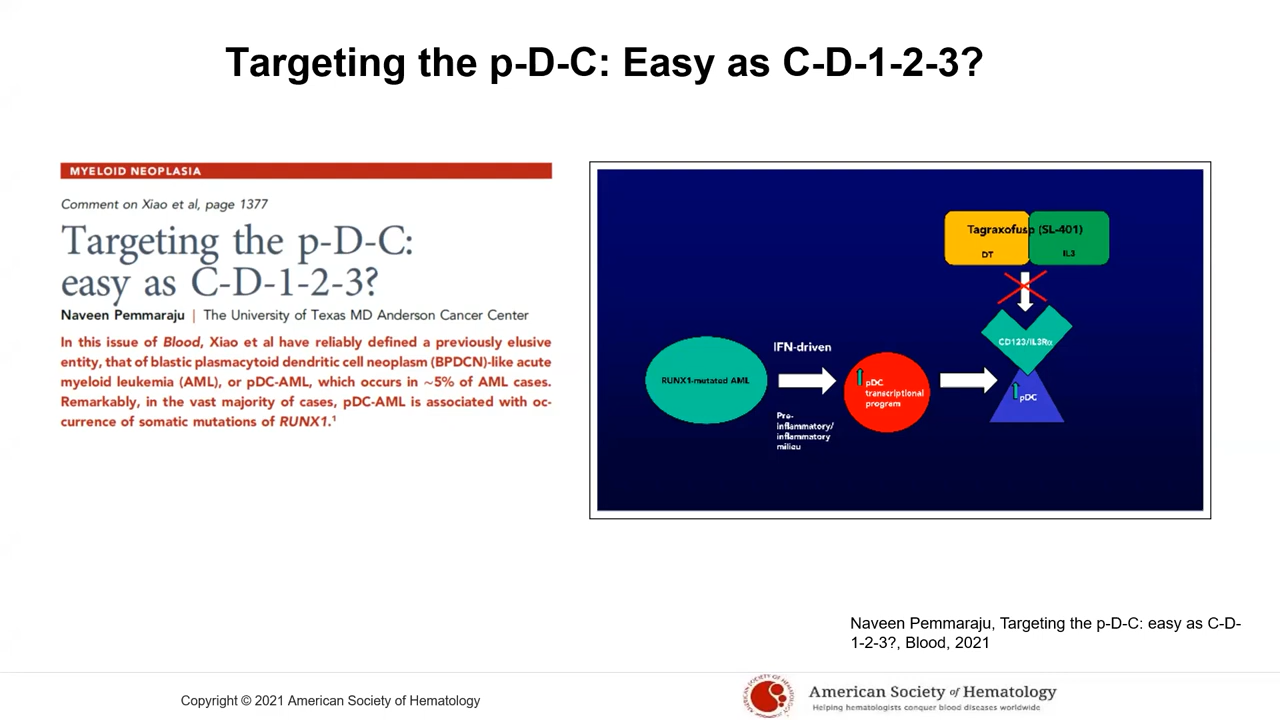 Targeting the p-D-C: Easy as C-D-1-2-3?
MYELOID NEOPLASIA
Comment on Xiao et al, page 1377
Targeting the p-D-C:
easy as C-D-1-2-3?
Naveen Pemmaraju | The University of Texas MD Anderson Cancer Center
In this issue of Blood, Xiao et al have reliably defined a previously elusive
entity, that of blastic plasmacytoid dendritic cell neoplasm (BPDCN)-like acute
myeloid leukemia (AML), or pDC-AML, which occurs in ~5% of AML cases.
Remarkably, in the vast majority of cases, pDC-AML is associated with oc-
currence of somatic mutations of RUNX1.¹
Tagraxofusp (SL-401)
DT
IL3
CD123/IL3Rα
IFN-driven
RUNX1-mutated AML
pDC
transcriptional
program
pDC
Pro-
inflammatory/
inflammatory
milieu
Naveen Pemmaraju, Targeting the p-D-C: easy as C-D-
1-2-3?, Blood, 2021
Copyright © 2021 American Society of Hematology
AMERICAN SOCIETY OF HEMATOLOGY
American Society of Hematology
Helping hematologists conquer blood diseases worldwide